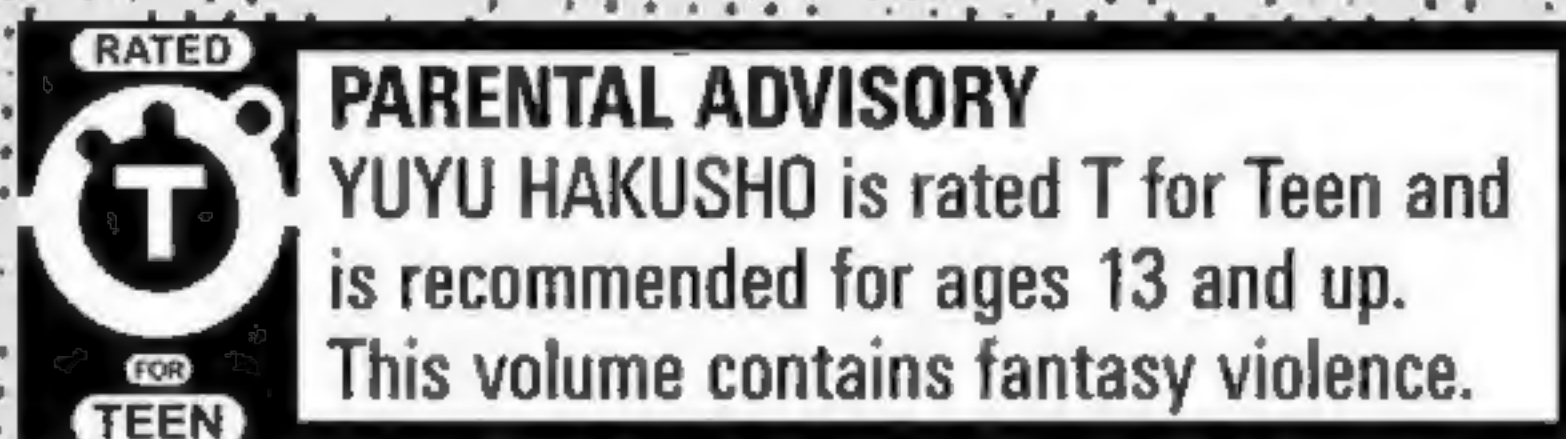 RATED
T
FOR
TEEN
PARENTAL ADVISORY
YUYU HAKUSHO is rated T for Teen and
is recommended for ages 13 and up.
This volume contains fantasy violence.